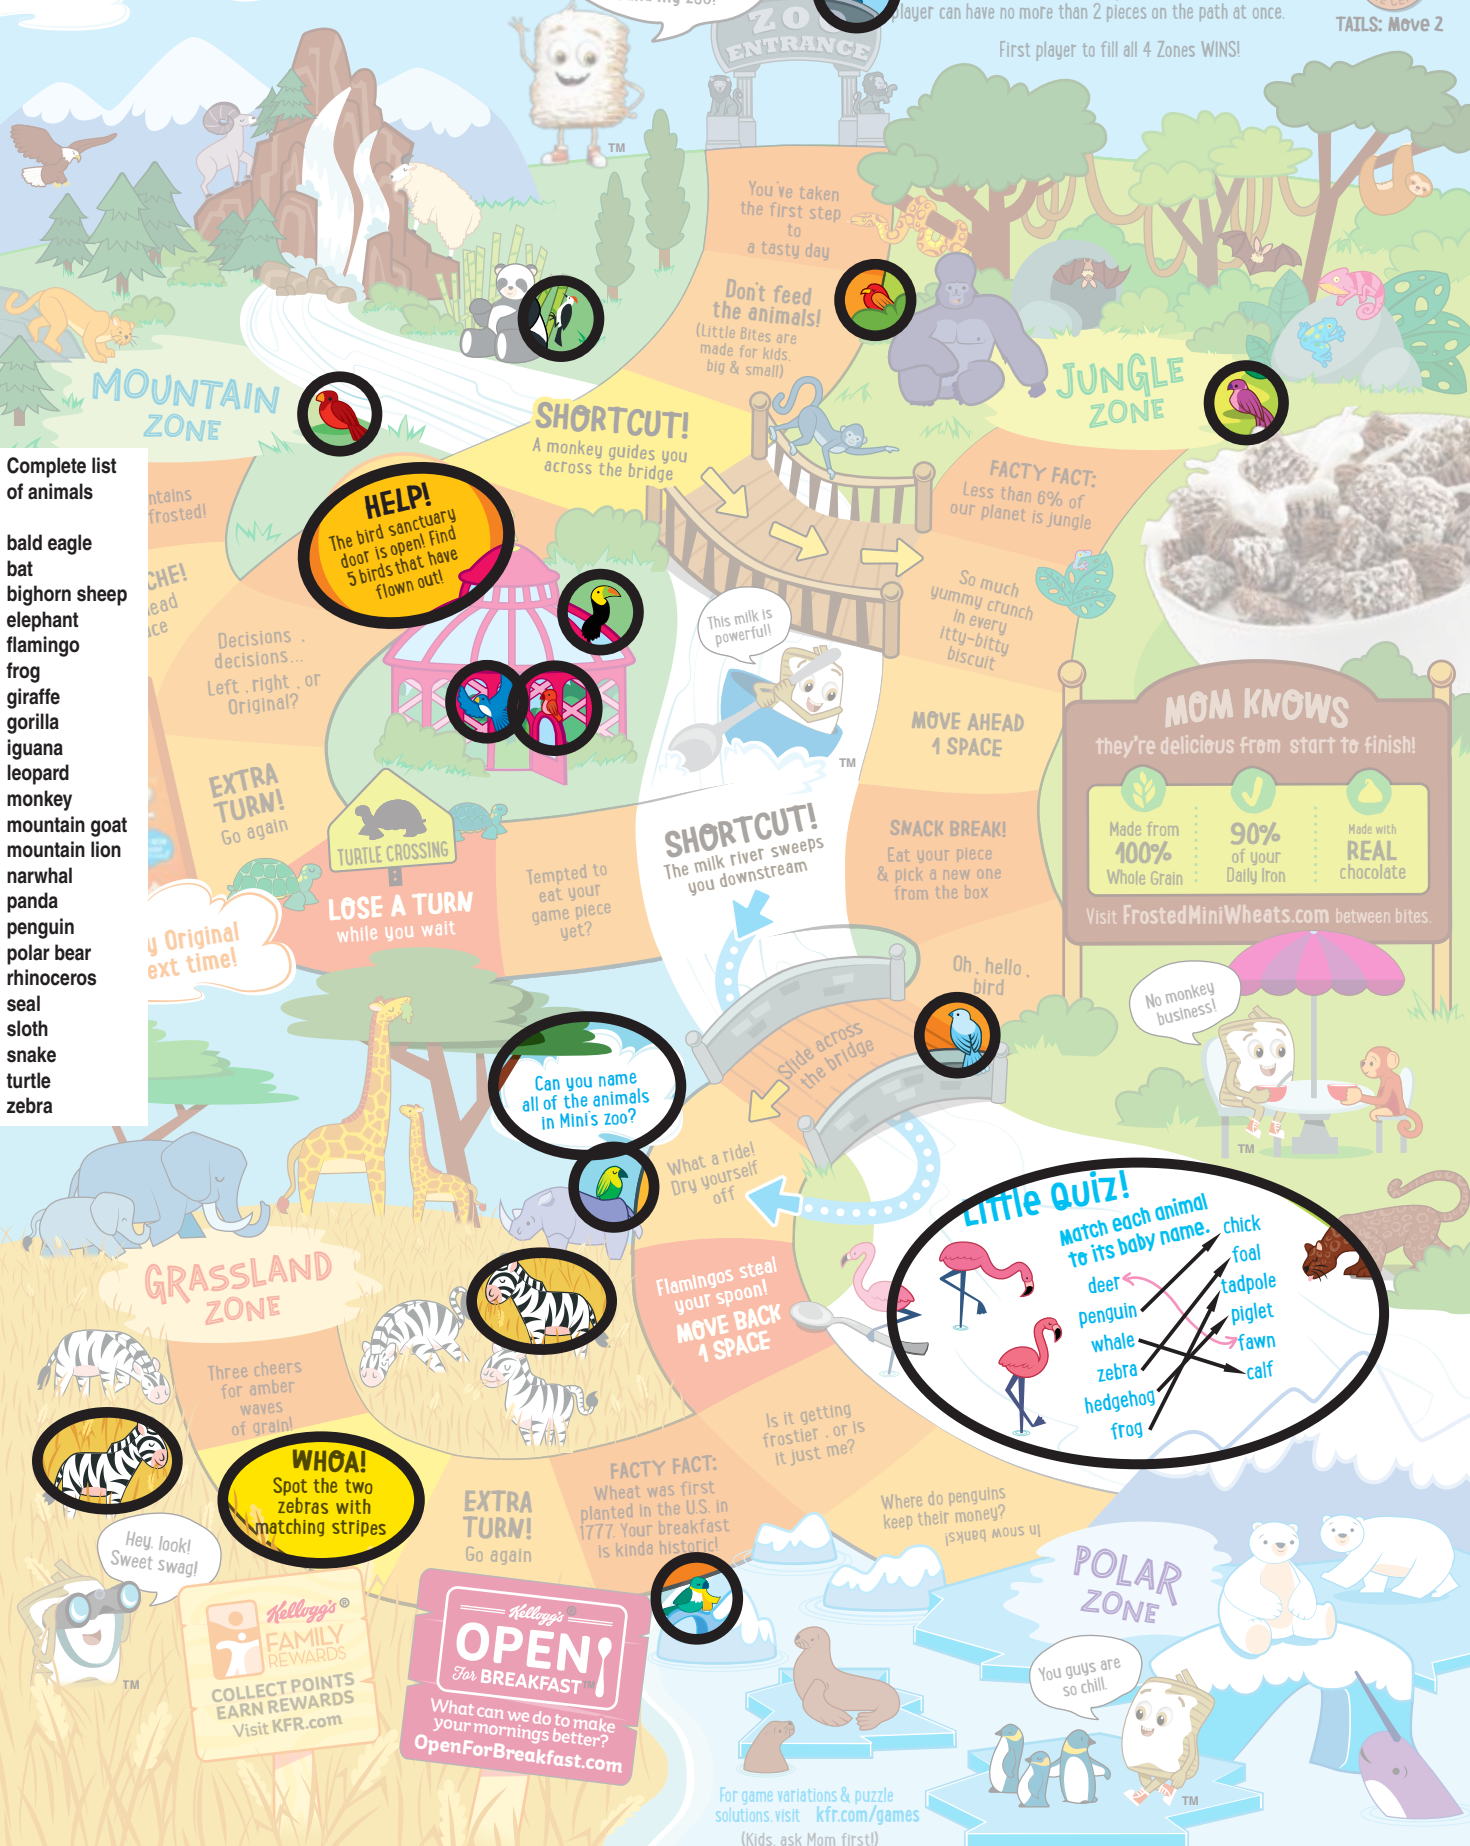 ZOO
ENTRANCE
player can have no more than 2 pieces on the path at once.
First player to fill all 4 Zones WINS!
TAILS: Move 2
TM
You've taken
the first step
to
a tasty day
Don't feed
the animals!
(Little Bites are
made for kids,
big & small)
MOUNTAIN
ZONE
JUNGLE
ZONE
SHORTCUT!
A monkey guides you
across the bridge
FACTY FACT:
Less than 6% of
our planet is jungle
Complete list
of animals
bald eagle
bat
bighorn sheep
elephant
flamingo
frog
giraffe
gorilla
iguana
leopard
monkey
mountain goat
mountain lion
narwhal
panda
penguin
polar bear
rhinoceros
seal
sloth
snake
turtle
zebra
ntains
frosted!
CHE!
ead
ce
HELP!
The bird sanctuary
door is open! Find
5 birds that have
flown out!
So much
yummy crunch
In every
Itty-bitty
biscuit
This milk is
powerful!
TM
Decisions,
decisions...
Left, right, or
Original?
MOVE AHEAD
1 SPACE
MOM KNOWS
they're delicious from start to finish!
Made from
100%
Whole Grain
90%
of your
Daily Iron
Made with
REAL
chocolate
Visit FrostedMiniWheats.com between bites.
EXTRA
TURN!
Go again
TURTLE CROSSING
LOSE A TURN
while you wait
Tempted to
eat your
game piece
yet?
SHORTCUT!
The milk river sweeps
you downstream
SNACK BREAK!
Eat your piece
& pick a new one
from the box
y Original
ext time!
Oh, hello,
bird
No monkey
business!
TM
Slide across
the bridge
Can you name
all of the animals
in Mini's zoo?
What a ride!
Dry yourself
off
Little Quiz!
Match each animal
to its baby name.
deer
penguin
whale
zebra
hedgehog
frog
chick
foal
tadpole
piglet
fawn
calf
GRASSLAND
ZONE
Flamingos steal
your spoon!
MOVE BACK
1 SPACE
Three cheers
for amber
waves
of grain!
Is it getting
frostier, or is
it just me?
WHOA!
Spot the two
zebras with
matching stripes
EXTRA
TURN!
Go again
FACTY FACT:
Wheat was first
planted in the U.S. in
1777. Your breakfast
is kinda historic!
Where do penguins
keep their money?
In snow banks!
Hey, look!
Sweet swag!
TM
POLAR
ZONE
Kellogg's®
FAMILY
REWARDS
COLLECT POINTS
EARN REWARDS
Visit KFR.com
Kellogg's®
OPEN
For BREAKFAST™
What can we do to make
your mornings better?
OpenForBreakfast.com
You guys are
so chill.
TM
For game variations & puzzle
solutions, visit kfr.com/games
(Kids, ask Mom first!)